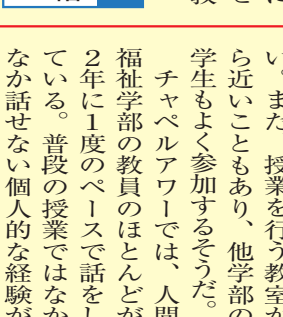 い。また、授業を行う教室か
ら近いこともあり、他学部の
学生もよく参加するそうだ。
チャペルアワーでは、人間
福祉学部の教員のほとんどが
２年に１度のペースで話をし
ている。普段の授業ではなか
なか話せない個人的な経験が